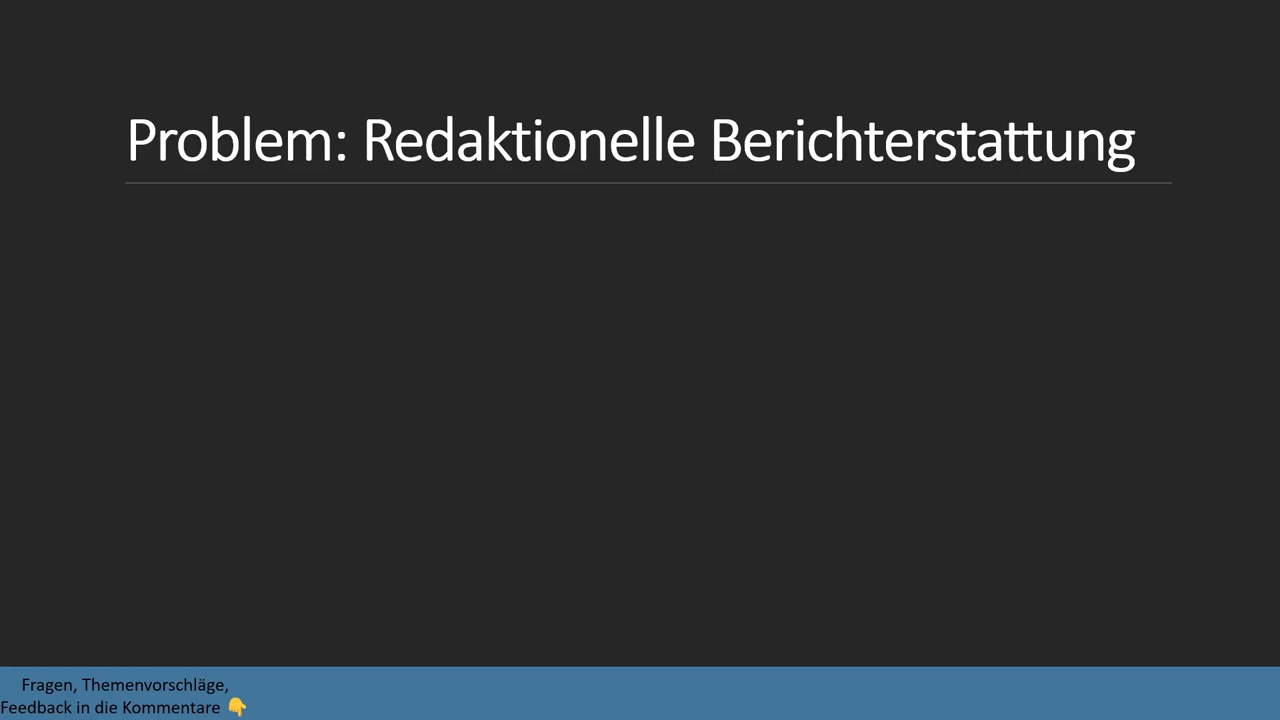 Problem: Redaktionelle Berichterstattung
Fragen, Themenvorschläge,
Feedback in die Kommentare 👇